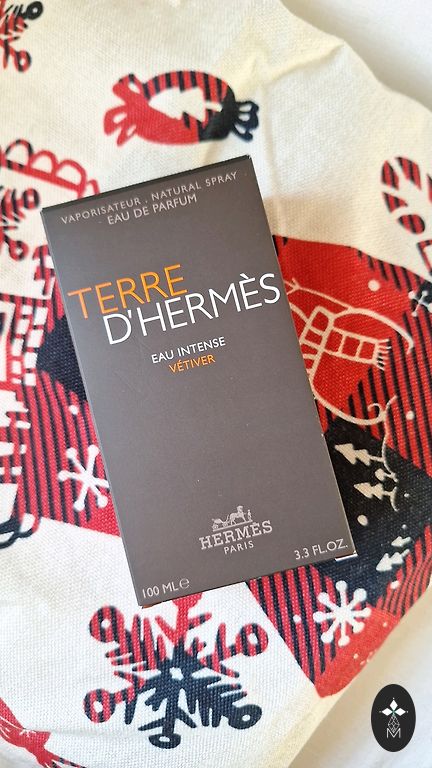 VAPORISATEUR . NATURAL SPRAY
EAU DE PARFUM
TERRE
D'HERMÈS
EAU INTENSE
VÉTIVER
HERMÈS
PARIS
100 ML℮
3.3 FL.OZ.
M